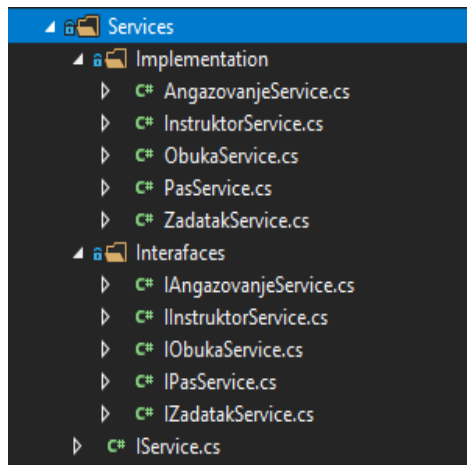 Services
Implementation
C# AngazovanjeService.cs
C# InstruktorService.cs
C# ObukaService.cs
C# PasService.cs
C# ZadatakService.cs
Interafaces
C# IAngazovanjeService.cs
C# IInstruktorService.cs
C# IObukaService.cs
C# IPasService.cs
C# IZadatakService.cs
C# IService.cs